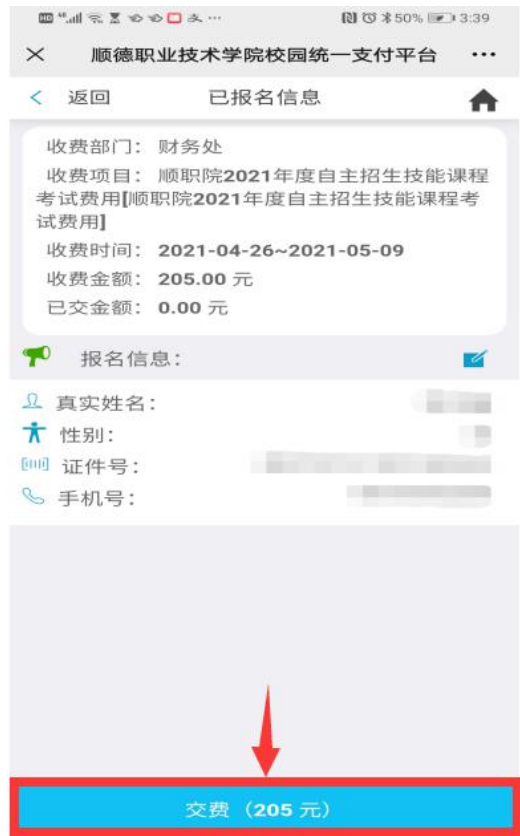 HD 46 50% 3:39
顺德职业技术学院校园统一支付平台 ...
< 返回 已报名信息
收费部门： 财务处
收费项目： 顺职院2021年度自主招生技能课程
考试费用[顺职院2021年度自主招生技能课程考
试费用]
收费时间： 2021-04-26~2021-05-09
收费金额： 205.00 元
已交金额： 0.00 元
报名信息：
真实姓名：
性别：
证件号：
手机号：
交费（205 元）